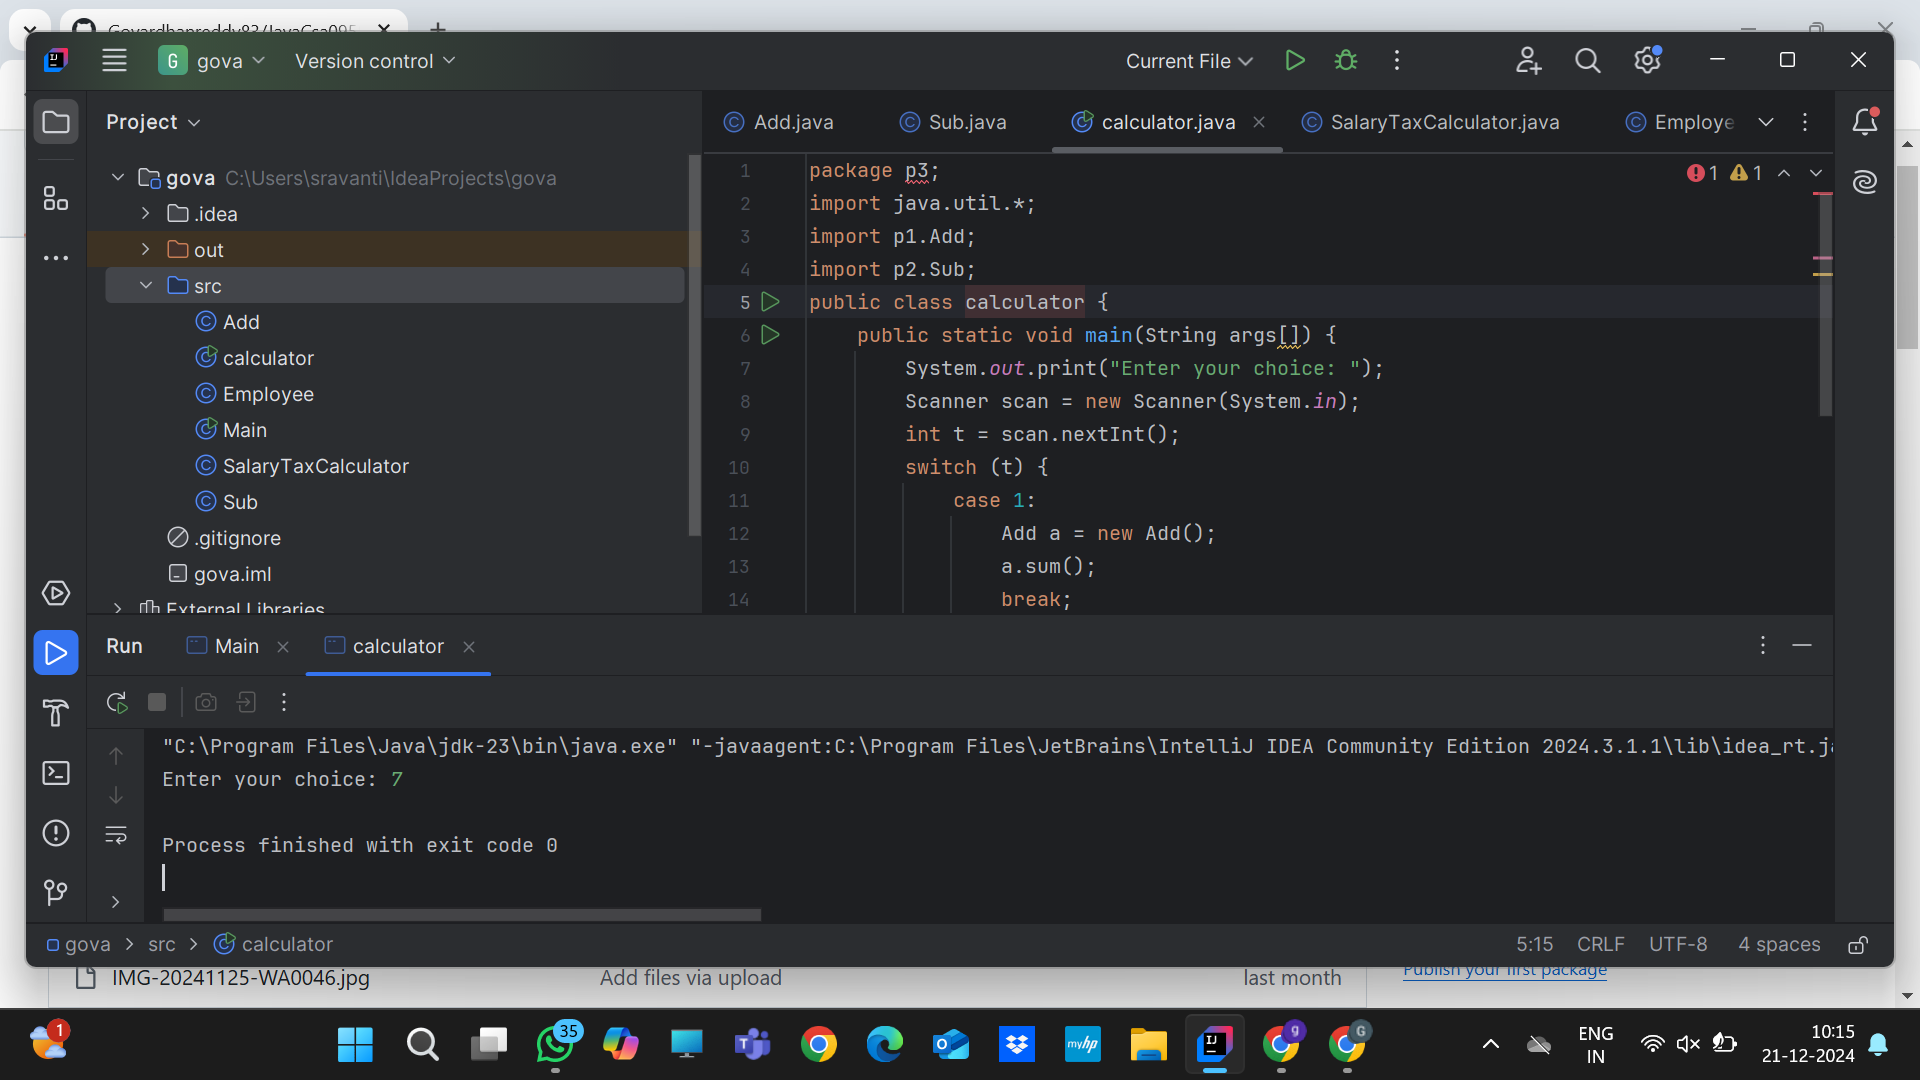 Govardhanreddy83/JavaCsa095
G gova Version control Current File
Project
gova C:\Users\sravanti\IdeaProjects\gova
.idea
out
src
Add
calculator
Employee
Main
SalaryTaxCalculator
Sub
.gitignore
gova.iml
External Libraries
Add.java Sub.java calculator.java SalaryTaxCalculator.java Employe
1 1
1 package p3;
2 import java.util.*;
3 import p1.Add;
4 import p2.Sub;
5 public class calculator {
6 public static void main(String args[]) {
7 System.out.print("Enter your choice: ");
8 Scanner scan = new Scanner(System.in);
9 int t = scan.nextInt();
10 switch (t) {
11 case 1:
12 Add a = new Add();
13 a.sum();
14 break;
Run Main calculator
"C:\Program Files\Java\jdk-23\bin\java.exe" "-javaagent:C:\Program Files\JetBrains\IntelliJ IDEA Community Edition 2024.3.1.1\lib\idea_rt.ja
Enter your choice: 7
Process finished with exit code 0
gova > src > calculator 5:15 CRLF UTF-8 4 spaces
IMG-20241125-WA0046.jpg Add files via upload last month Publish your first package
1 35 myhp g G ENG IN 10:15
21-12-2024